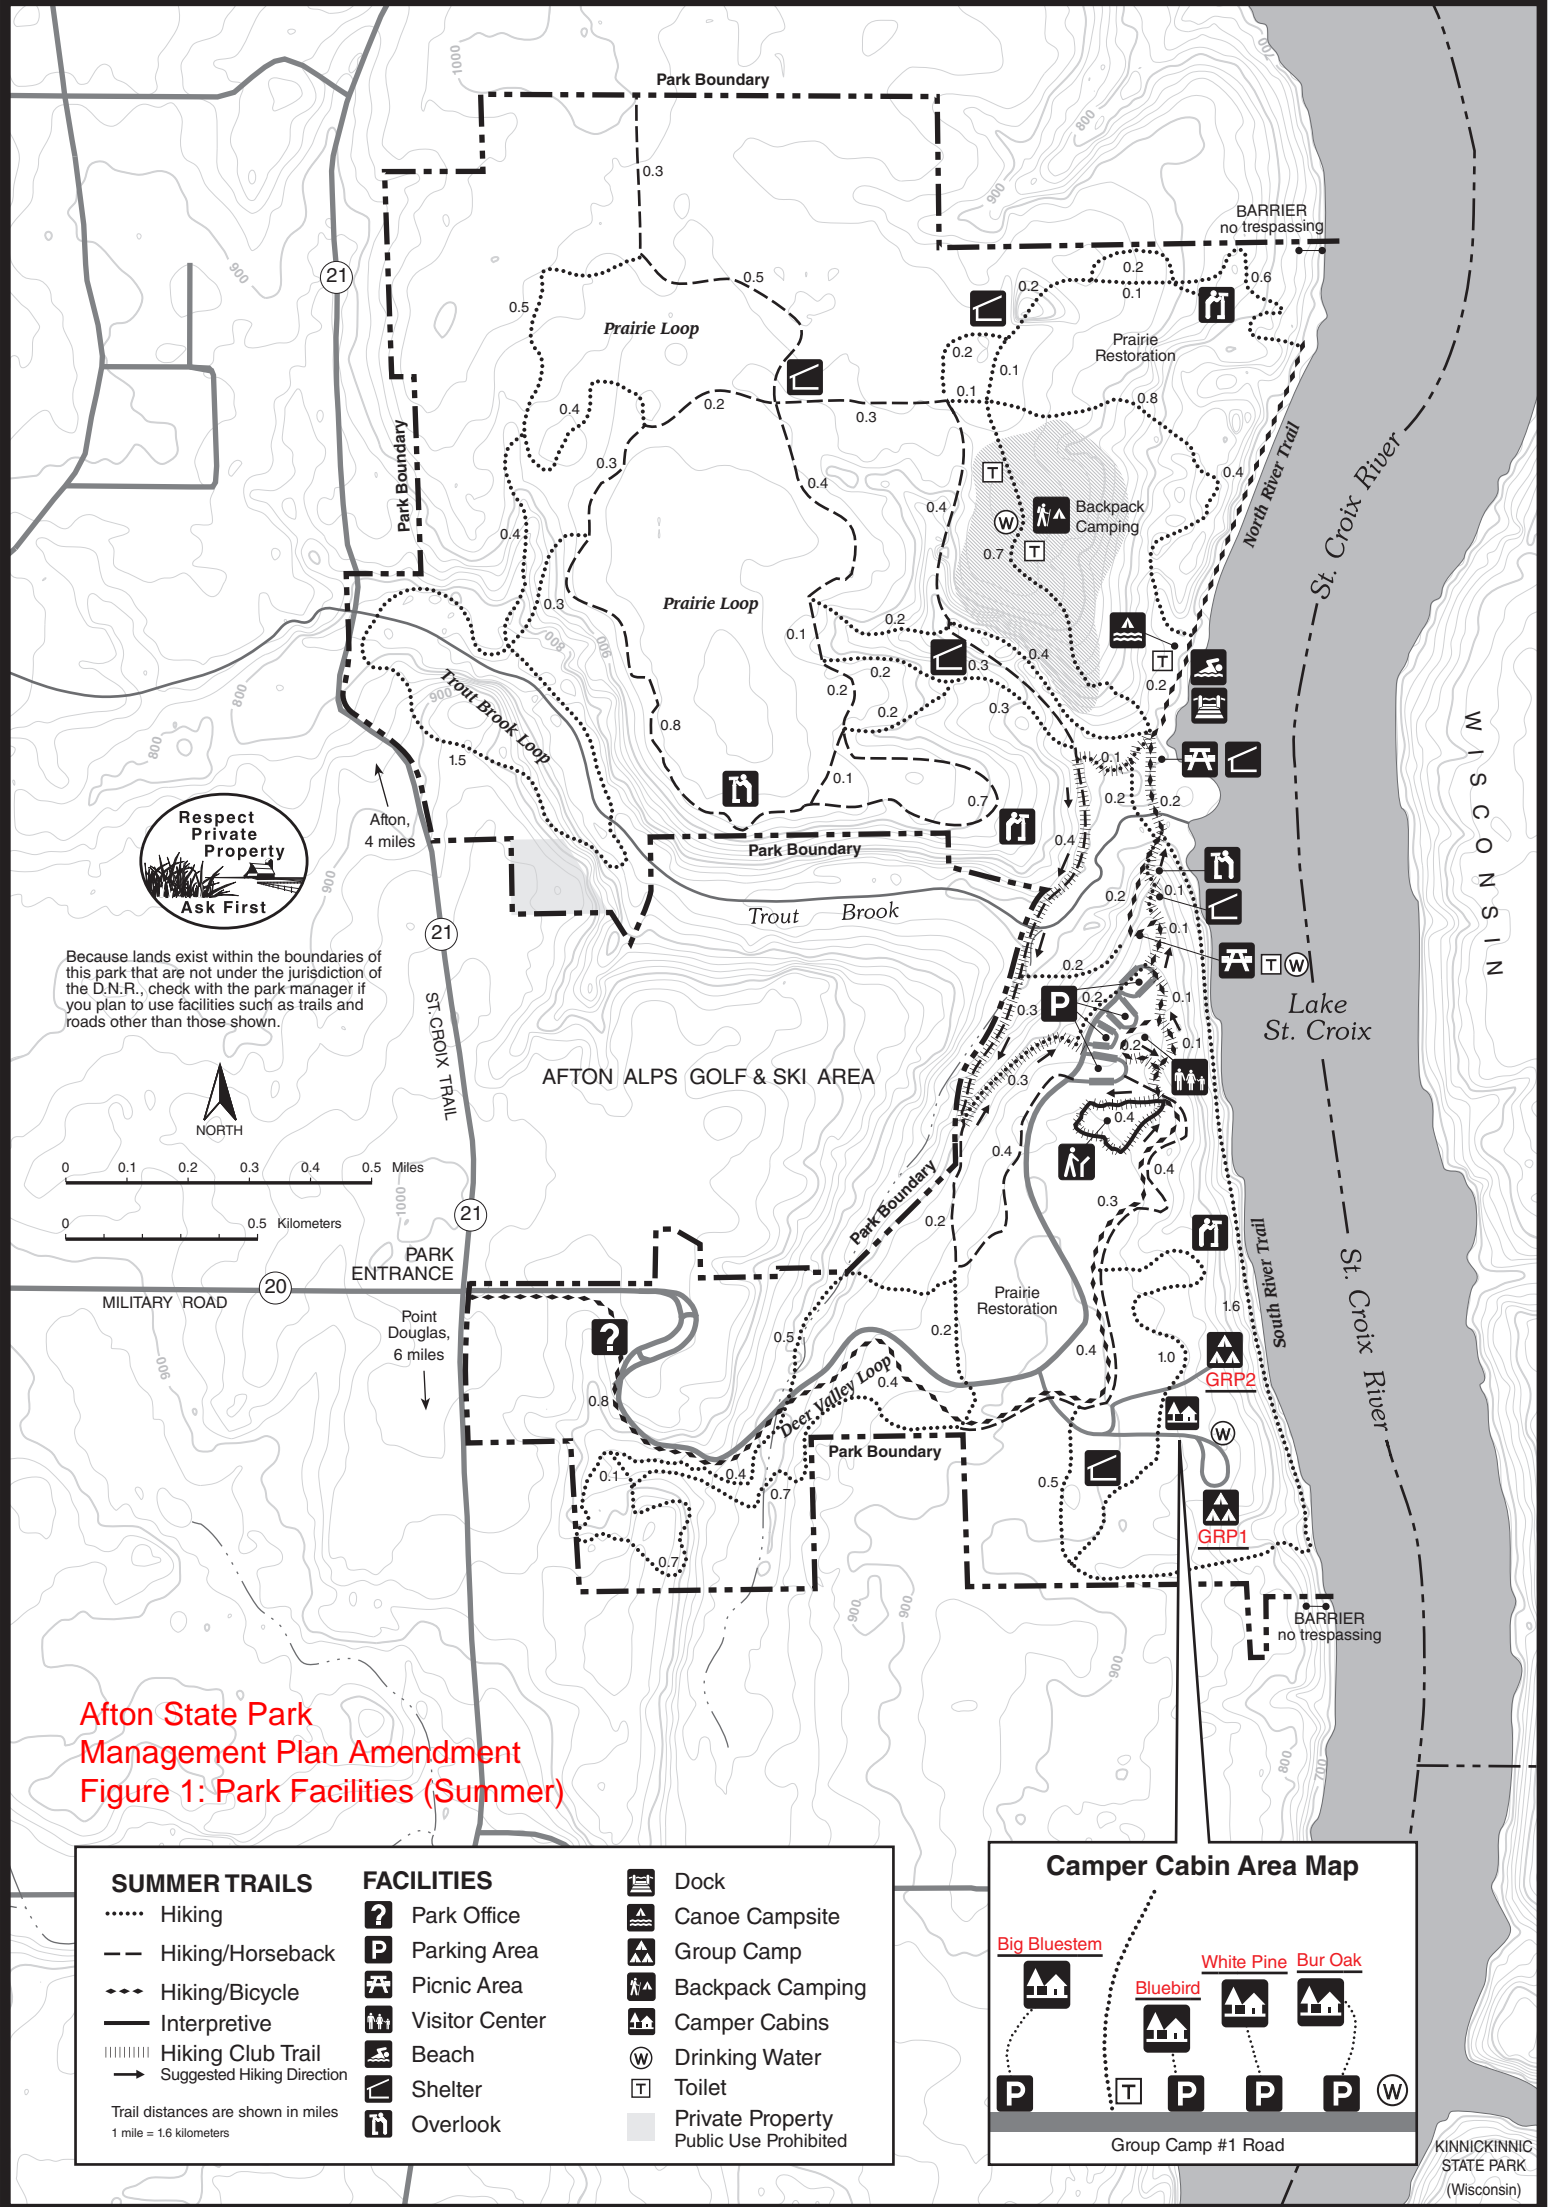 Park Boundary
1000
700
800
900
0.3
BARRIER
no trespassing
21
900
0.5
0.5
0.2
0.2
0.1
0.6
Prairie Loop
Prairie
Restoration
0.2
0.1
0.1
0.8
0.4
0.2
0.3
Park Boundary
0.3
0.4
0.4
North River Trail
T
0.4
Backpack
Camping
W
0.4
0.7
T
St. Croix River
0.3
Prairie Loop
0.2
0.1
800
900
0.4
0.3
T
0.2
0.2
0.2
0.2
0.3
900
Trout Brook Loop
800
800
0.8
1.5
0.1
0.1
0.7
0.2
0.2
WISCONSIN
Respect
Private
Property
Ask First
Afton,
4 miles
Park Boundary
0.4
900
0.2
0.1
Trout Brook
0.1
21
T W
Because lands exist within the boundaries of
this park that are not under the jurisdiction of
the D.N.R., check with the park manager if
you plan to use facilities such as trails and
roads other than those shown.
0.2
P
0.2
0.1
0.3
Lake
St. Croix
ST. CROIX TRAIL
0.2
0.1
AFTON ALPS GOLF & SKI AREA
0.3
NORTH
0.4
0.4
0 0.1 0.2 0.3 0.4 0.5 Miles
0.4
0.3
1000
Park Boundary
0 0.5 Kilometers
21
0.2
PARK
ENTRANCE
20
MILITARY ROAD
Point
Douglas,
6 miles
?
Prairie
Restoration
South River Trail
St. Croix River
1.6
0.5
0.2
0.4
1.0
900
GRP2
0.8
Deer Valley Loop
0.4
W
Park Boundary
0.1
0.4
0.7
0.5
GRP1
0.7
900
900
BARRIER
no trespassing
900
800
700
Afton State Park
Management Plan Amendment
Figure 1: Park Facilities (Summer)
SUMMER TRAILS
Hiking
Hiking/Horseback
Hiking/Bicycle
Interpretive
Hiking Club Trail
Suggested Hiking Direction
Trail distances are shown in miles
1 mile = 1.6 kilometers
FACILITIES
? Park Office
P Parking Area
Picnic Area
Visitor Center
Beach
Shelter
Overlook
Dock
Canoe Campsite
Group Camp
Backpack Camping
Camper Cabins
W Drinking Water
T Toilet
Private Property
Public Use Prohibited
Camper Cabin Area Map
Big Bluestem
White Pine
Bur Oak
Bluebird
P T P P P W
Group Camp #1 Road
KINNICKINNIC
STATE PARK
(Wisconsin)